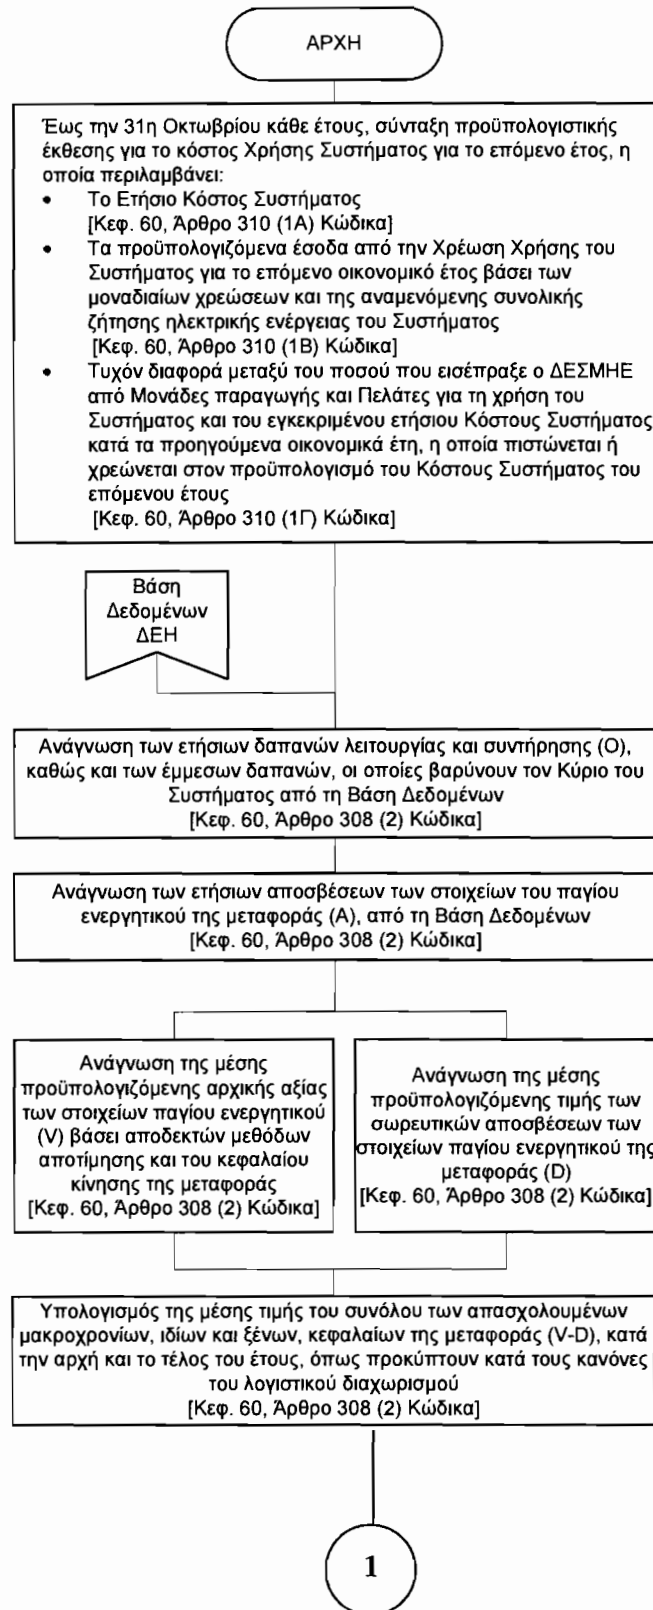 ΑΡΧΗ
Έως την 31η Οκτωβρίου κάθε έτους, σύνταξη προϋπολογιστικής
έκθεσης για το κόστος Χρήσης Συστήματος για το επόμενο έτος, η
οποία περιλαμβάνει:
• Το Ετήσιο Κόστος Συστήματος
[Κεφ. 60, Άρθρο 310 (1Α) Κώδικα]
• Τα προϋπολογιζόμενα έσοδα από την Χρέωση Χρήσης του
Συστήματος για το επόμενο οικονομικό έτος βάσει των
μοναδιαίων χρεώσεων και της αναμενόμενης συνολικής
ζήτησης ηλεκτρικής ενέργειας του Συστήματος
[Κεφ. 60, Άρθρο 310 (1Β) Κώδικα]
• Τυχόν διαφορά μεταξύ του ποσού που εισέπραξε ο ΔΕΣΜΗΕ
από Μονάδες παραγωγής και Πελάτες για τη χρήση του
Συστήματος και του εγκεκριμένου ετήσιου Κόστους Συστήματος
κατά τα προηγούμενα οικονομικά έτη, η οποία πιστώνεται ή
χρεώνεται στον προϋπολογισμό του Κόστους Συστήματος του
επόμενου έτους
[Κεφ. 60, Άρθρο 310 (1Γ) Κώδικα]
Βάση
Δεδομένων
ΔΕΗ
Ανάγνωση των ετήσιων δαπανών λειτουργίας και συντήρησης (Ο),
καθώς και των έμμεσων δαπανών, οι οποίες βαρύνουν τον Κύριο του
Συστήματος από τη Βάση Δεδομένων
[Κεφ. 60, Άρθρο 308 (2) Κώδικα]
Ανάγνωση των ετήσιων αποσβέσεων των στοιχείων του παγίου
ενεργητικού της μεταφοράς (Α), από τη Βάση Δεδομένων
[Κεφ. 60, Άρθρο 308 (2) Κώδικα]
Ανάγνωση της μέσης
προϋπολογιζόμενης αρχικής αξίας
των στοιχείων παγίου ενεργητικού
(V) βάσει αποδεκτών μεθόδων
αποτίμησης και του κεφαλαίου
κίνησης της μεταφοράς
[Κεφ. 60, Άρθρο 308 (2) Κώδικα]
Ανάγνωση της μέσης
προϋπολογιζόμενης τιμής των
σωρευτικών αποσβέσεων των
στοιχείων παγίου ενεργητικού της
μεταφοράς (D)
[Κεφ. 60, Άρθρο 308 (2) Κώδικα]
Υπολογισμός της μέσης τιμής του συνόλου των απασχολουμένων
μακροχρονίων, ιδίων και ξένων, κεφαλαίων της μεταφοράς (V-D), κατά
την αρχή και το τέλος του έτους, όπως προκύπτουν κατά τους κανόνες
του λογιστικού διαχωρισμού
[Κεφ. 60, Άρθρο 308 (2) Κώδικα]
1